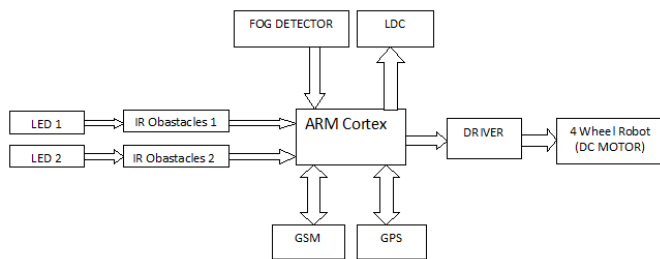 FOG DETECTOR
LDC
LED 1
IR Obastacles 1
ARM Cortex
DRIVER
4 Wheel Robot
(DC MOTOR)
LED 2
IR Obastacles 2
GSM
GPS